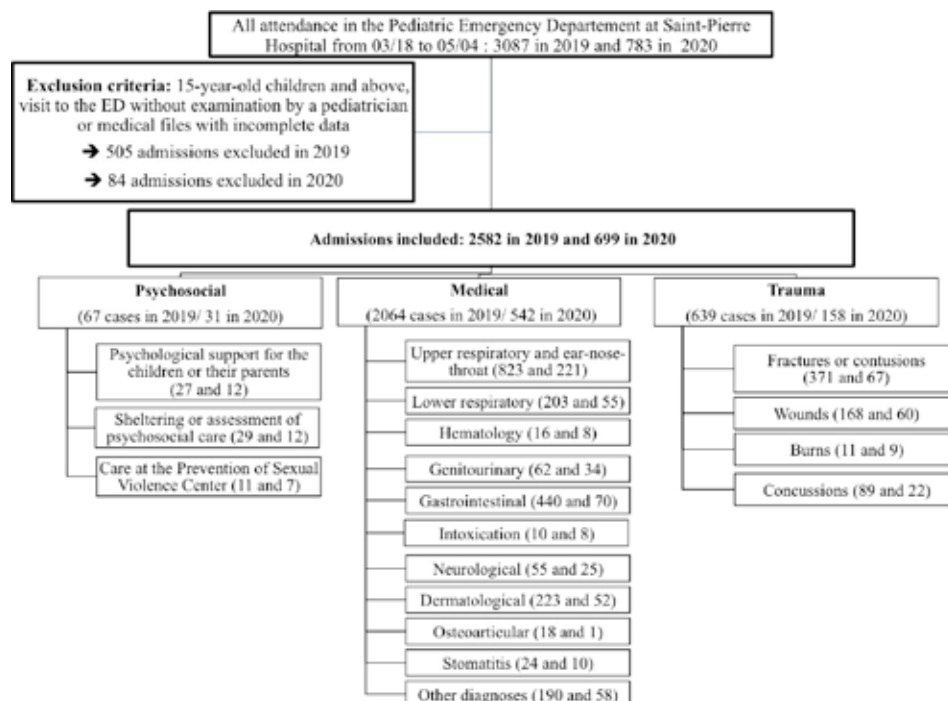 All attendance in the Pediatric Emergency Departement at Saint-Pierre
Hospital from 03/18 to 05/04 : 3087 in 2019 and 783 in 2020
Exclusion criteria: 15-year-old children and above,
visit to the ED without examination by a pediatrician
or medical files with incomplete data
➔ 505 admissions excluded in 2019
➔ 84 admissions excluded in 2020
Admissions included: 2582 in 2019 and 699 in 2020
Psychosocial
(67 cases in 2019/ 31 in 2020)
Psychological support for the
children or their parents
(27 and 12)
Sheltering or assessment of
psychosocial care (29 and 12)
Care at the Prevention of Sexual
Violence Center (11 and 7)
Medical
(2064 cases in 2019/ 542 in 2020)
Upper respiratory and ear-nose-
throat (823 and 221)
Lower respiratory (203 and 55)
Hematology (16 and 8)
Genitourinary (62 and 34)
Gastrointestinal (440 and 70)
Intoxication (10 and 8)
Neurological (55 and 25)
Dermatological (223 and 52)
Osteoarticular (18 and 1)
Stomatitis (24 and 10)
Other diagnoses (190 and 58)
Trauma
(639 cases in 2019/ 158 in 2020)
Fractures or contusions
(371 and 67)
Wounds (168 and 60)
Burns (11 and 9)
Concussions (89 and 22)